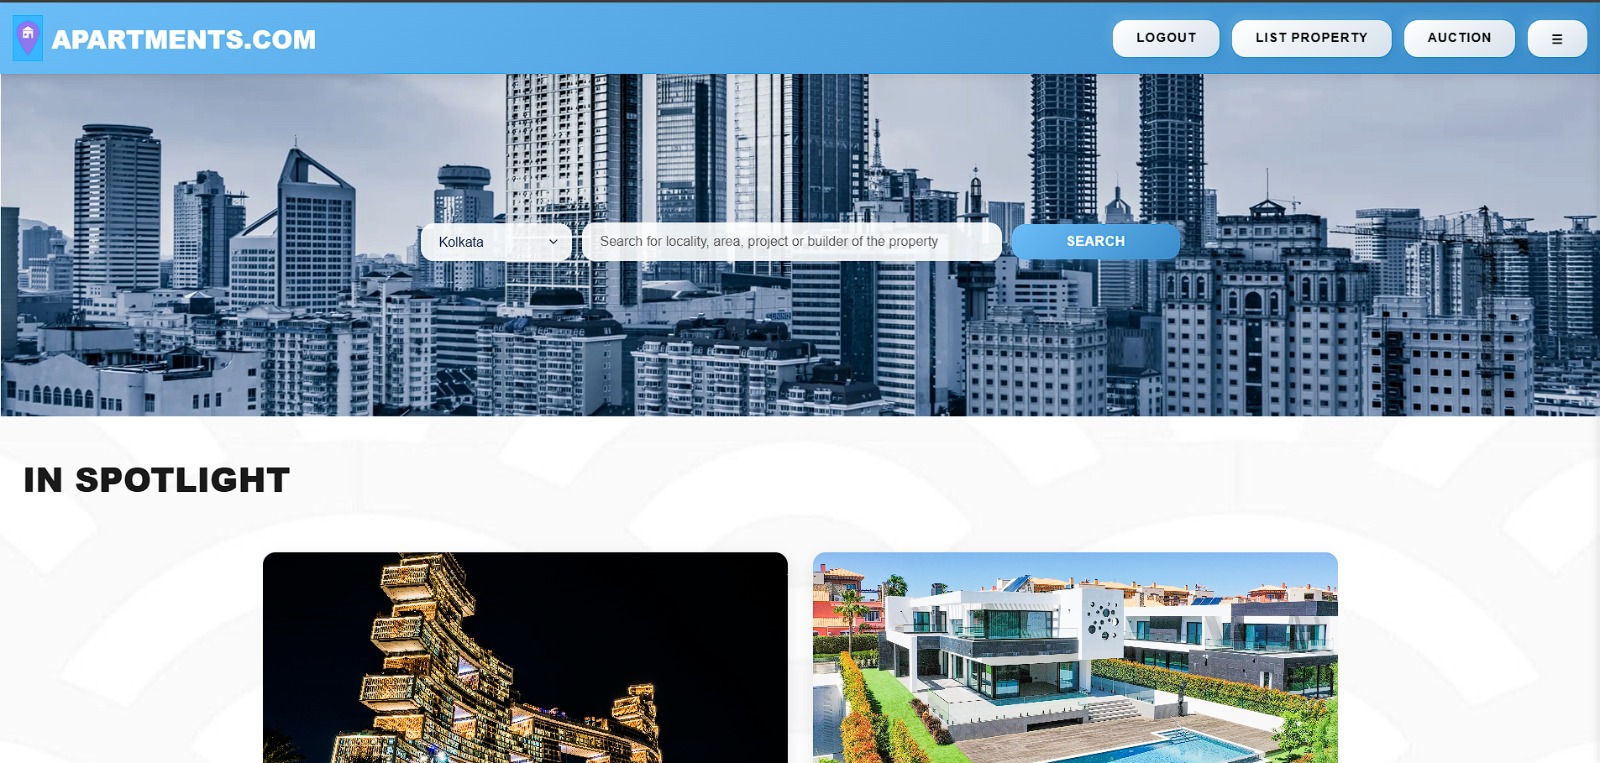 APARTMENTS.COM
LOGOUT
LIST PROPERTY
AUCTION
Kolkata
Search for locality, area, project or builder of the property
SEARCH
IN SPOTLIGHT